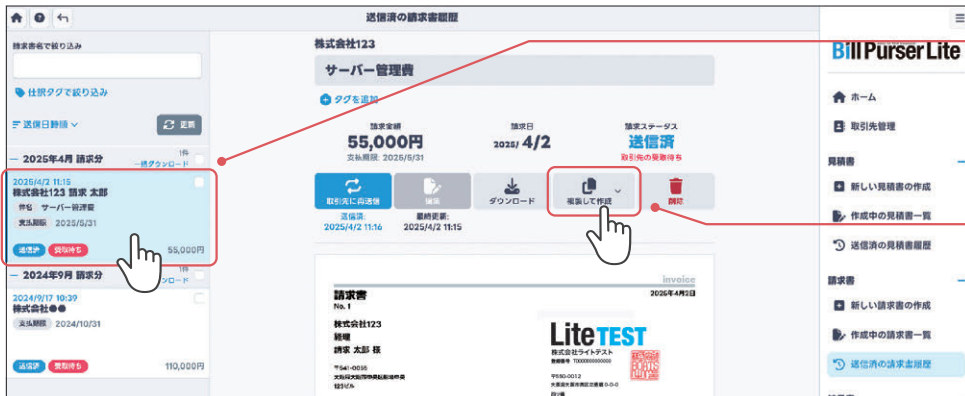 送信済の請求書履歴
請求書名で絞り込み
仕訳タグで絞り込み
送信日時順
更新
2025年4月 請求分
1件
一括ダウンロード
2025/4/2 11:15
株式会社123 請求 太郎
件名 サーバー管理費
支払期限 2025/5/31
送信済 受取待ち
55,000円
2024年9月 請求分
1件
ロード
2024/9/17 10:39
株式会社●●
支払期限 2024/10/31
送信済 受取待ち
110,000円
株式会社123
サーバー管理費
タグを追加
請求金額
55,000円
支払期限: 2025/5/31
請求日
2025/ 4/2
請求ステータス
送信済
取引先の受取待ち
取引先に再送信
編集
ダウンロード
複製して作成
削除
送信済:
2025/4/2 11:16
最終更新:
2025/4/2 11:15
invoice
請求書
2025年4月2日
No. 1
株式会社123
経理
請求 太郎 様
〒541-0056
123ビル
LiteTEST
株式会社ライトテスト
〒550-0012
Bill Purser Lite
ホーム
取引先管理
見積書
新しい見積書の作成
作成中の見積書一覧
送信済の見積書履歴
請求書
新しい請求書の作成
作成中の請求書一覧
送信済の請求書履歴